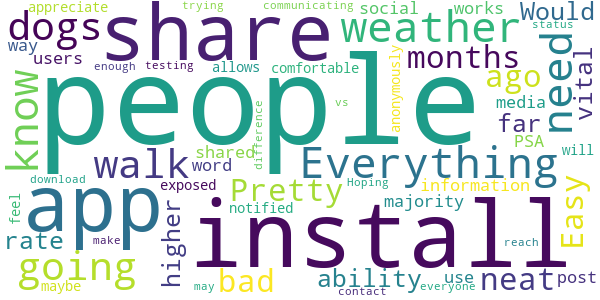 appreciate
trying
communicating
dogs
share
weather
social
works
Would
way
users
enough
testing
allows
comfortable
months
status
know
people
anonymously
ago
need
vital
media
difference
vs
far
PSA
walk
shared
word
Everything
Easy
download
exposed
Pretty
Hoping
information
will
feel
app
install
higher
notified
majority
rate
make
reach
going
bad
ability
use
neat
post
maybe
may
contact
everyone